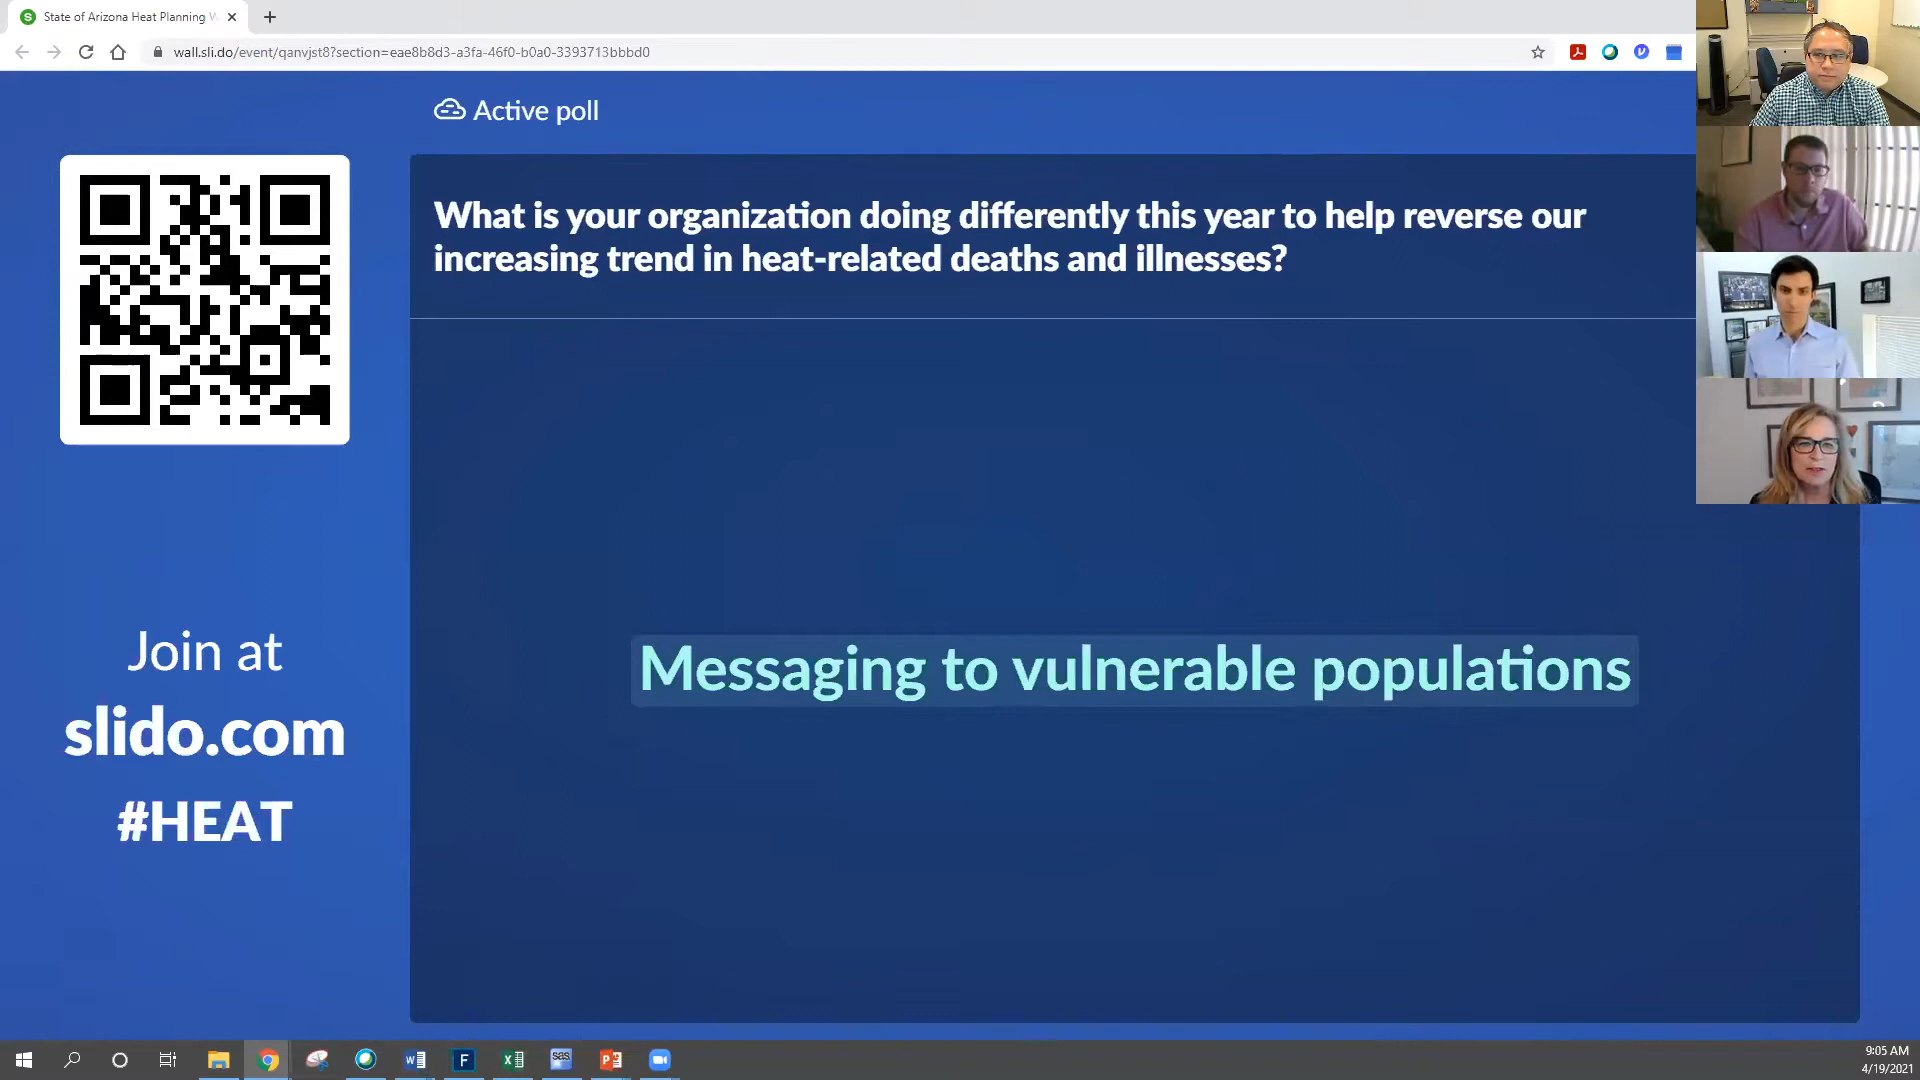 State of Arizona Heat Planning W
wall.sli.do/event/qanvjst8?section=eae8b8d3-a3fa-46f0-b0a0-3393713bbbd0
Active poll
What is your organization doing differently this year to help reverse our
increasing trend in heat-related deaths and illnesses?
Messaging to vulnerable populations
Join at
slido.com
#HEAT
9:05 AM
4/19/2021